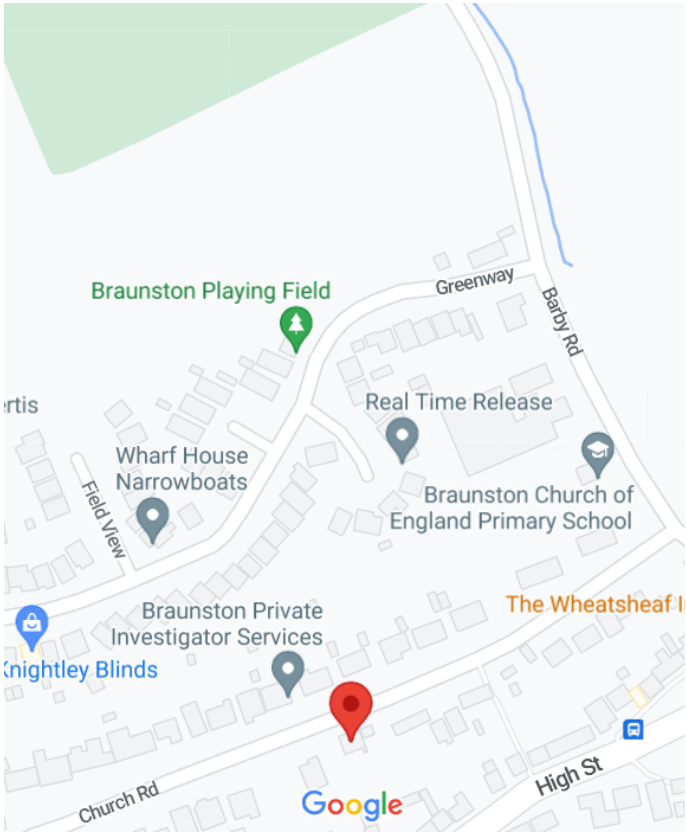 Greenway
Braunston Playing Field
Barby Rd
ertis
Real Time Release
Wharf House
Narrowboats
Braunston Church of
England Primary School
Field View
The Wheatsheaf I
Braunston Private
Investigator Services
Knightley Blinds
High St
Church Rd
Google